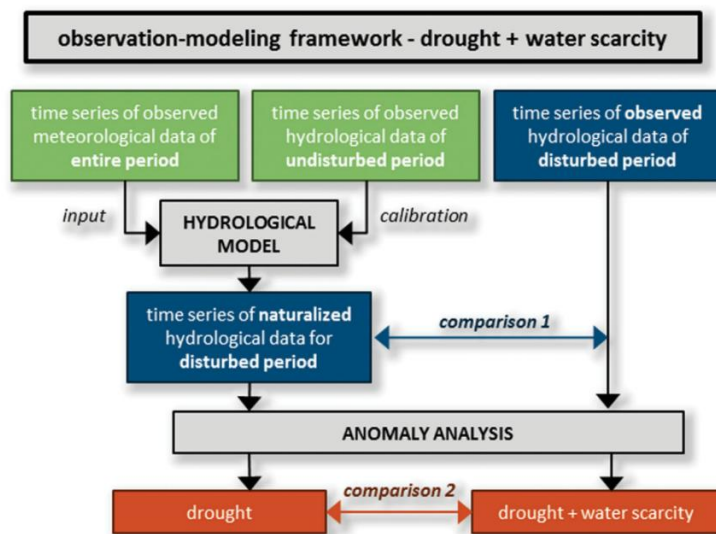 observation-modeling framework - drought + water scarcity
time series of observed
meteorological data of
entire period
time series of observed
hydrological data of
undisturbed period
time series of observed
hydrological data of
disturbed period
input
HYDROLOGICAL
MODEL
calibration
time series of naturalized
hydrological data for
disturbed period
comparison 1
ANOMALY ANALYSIS
drought
comparison 2
drought + water scarcity